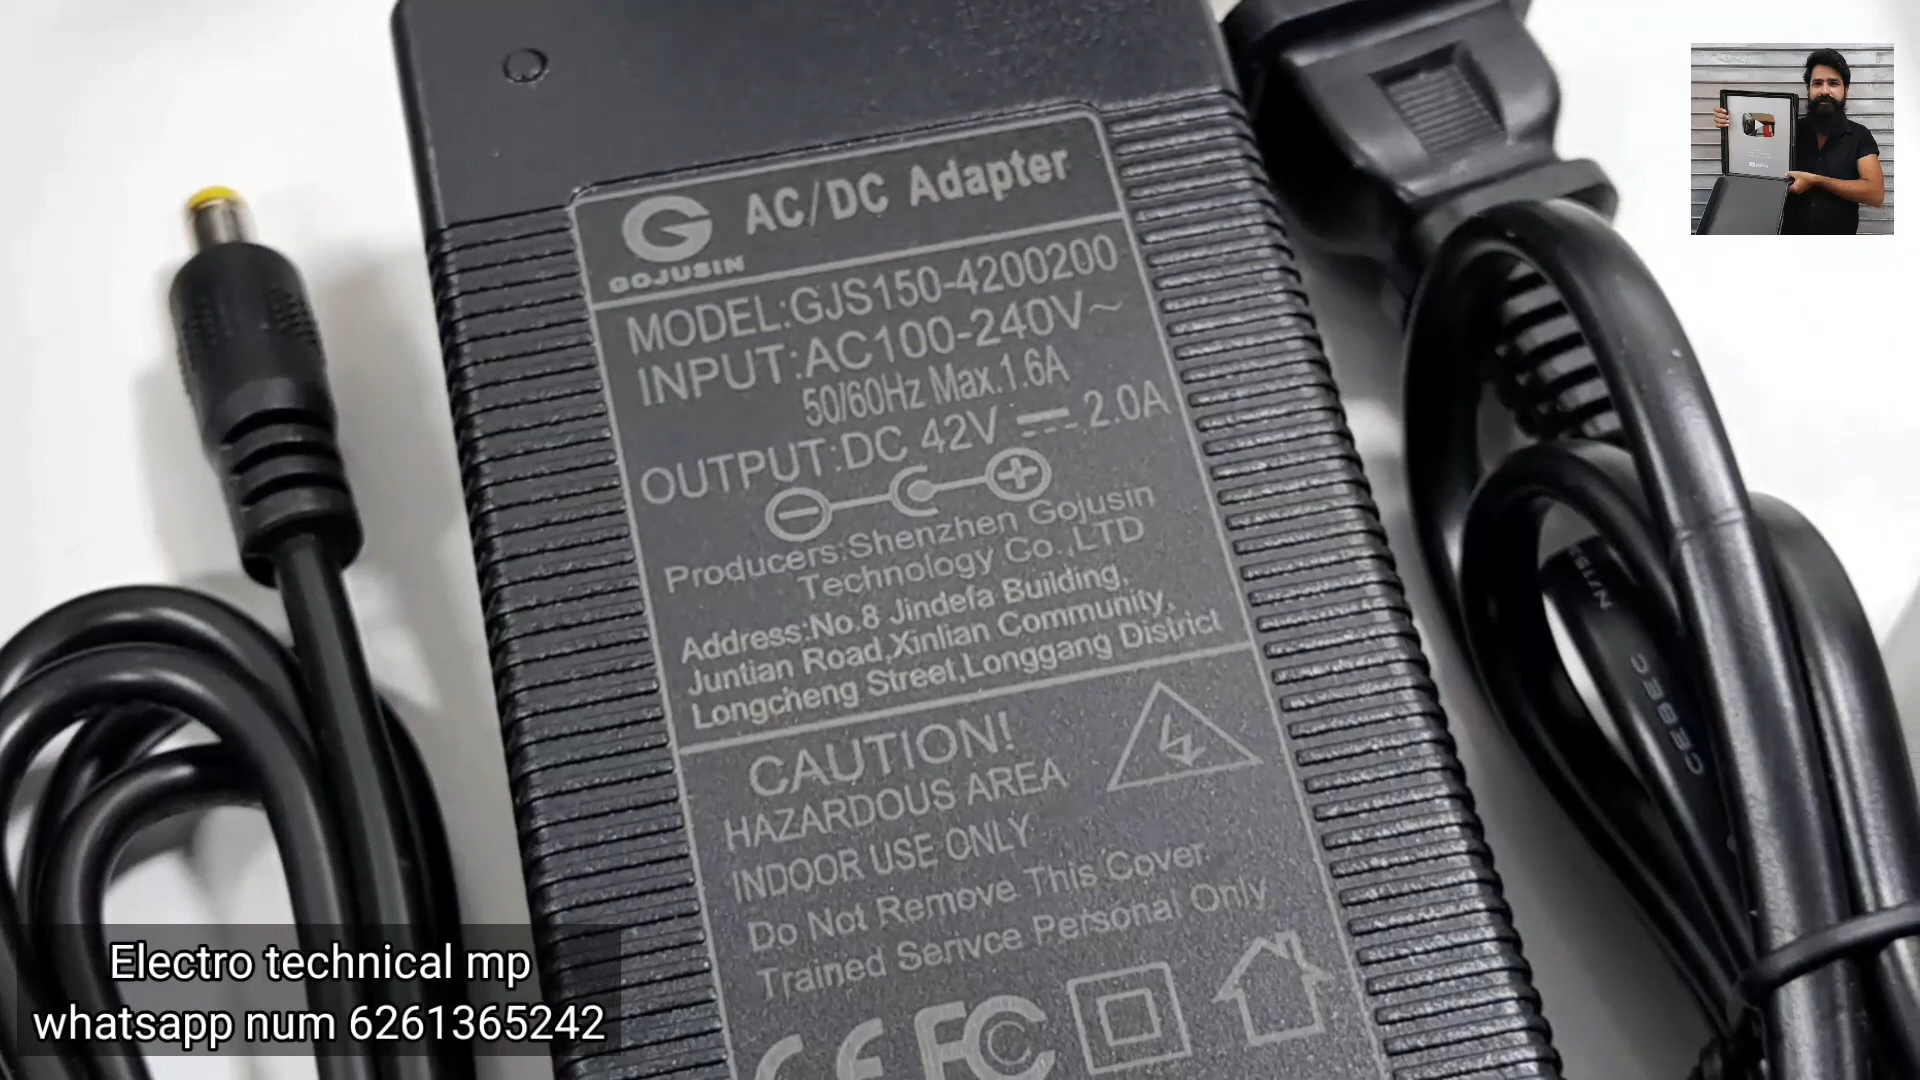 AC/DC Adapter
GOJUSIN
MODEL:GJS150-4200200
INPUT:AC100-240V~
50/60Hz Max.1.6A
OUTPUT:DC 42V ⎓ 2.0A
Producers:Shenzhen Gojusin
Technology Co.,LTD
Address:No.8 Jindefa Building,
Juntian Road,Xinlian Community,
Longcheng Street,Longgang District
CAUTION!
HAZARDOUS AREA
INDOOR USE ONLY
Do Not Remove This Cover.
Trained Serivce Personal Only
CE FC
Electro technical mp
whatsapp num 6261365242